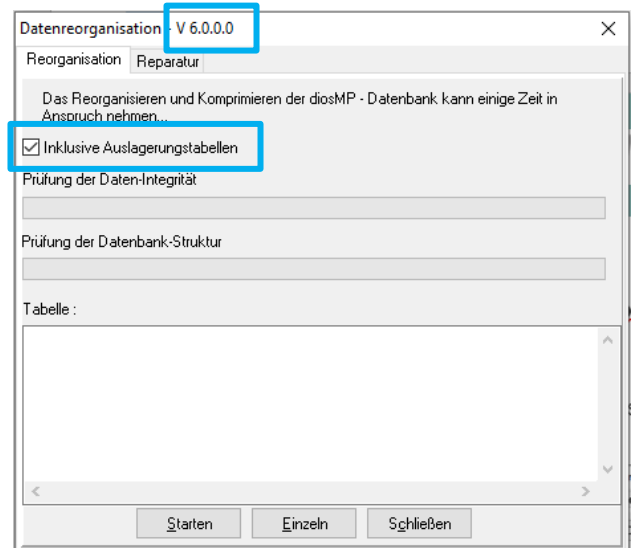 Datenreorganisation - V 6.0.0.0
Reorganisation Reparatur
Das Reorganisieren und Komprimieren der diosMP - Datenbank kann einige Zeit in
Anspruch nehmen...
Inklusive Auslagerungstabellen
Prüfung der Daten-Integrität
Prüfung der Datenbank-Struktur
Tabelle :
Starten Einzeln Schließen